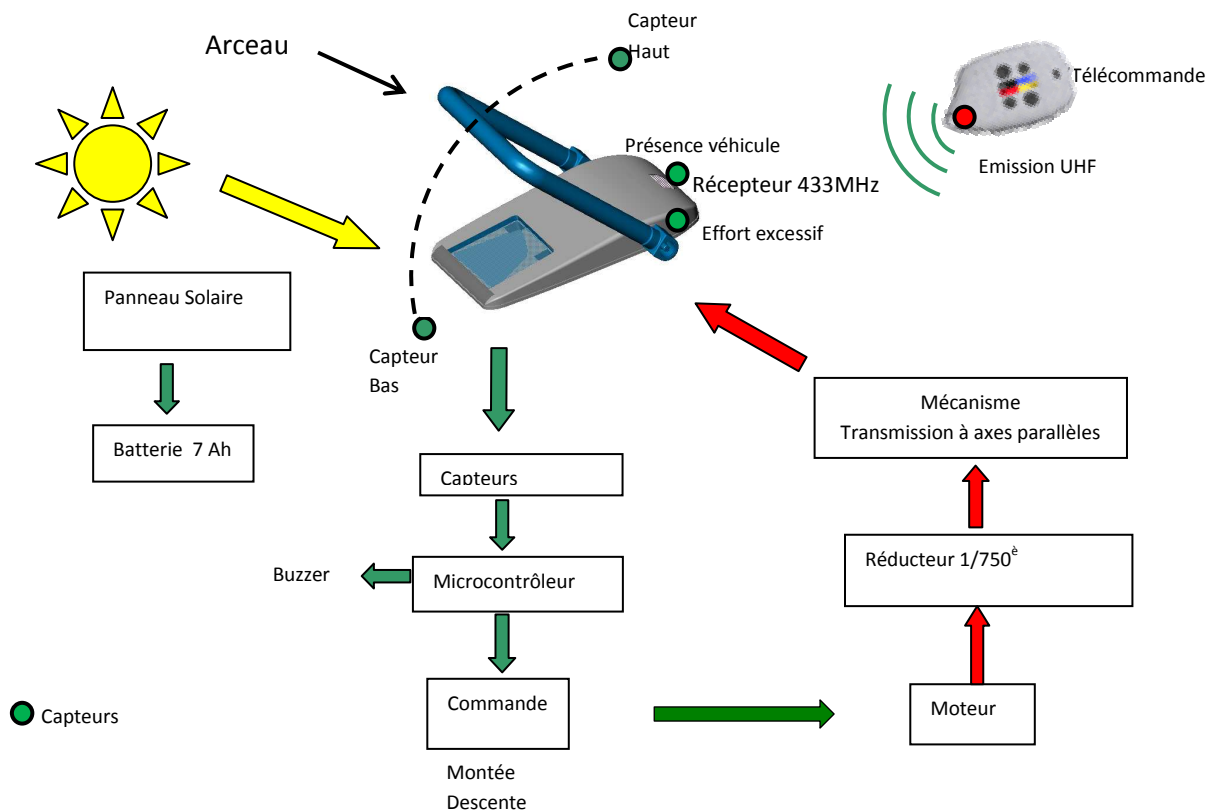 Capteur
Haut
Arceau
Télécommande
Présence véhicule
Récepteur 433MHz
Emission UHF
Effort excessif
Panneau Solaire
Capteur
Bas
Mécanisme
Transmission à axes parallèles
Batterie 7 Ah
Capteurs
Réducteur 1/750è
Buzzer
Microcontrôleur
Commande
Moteur
Capteurs
Montée
Descente